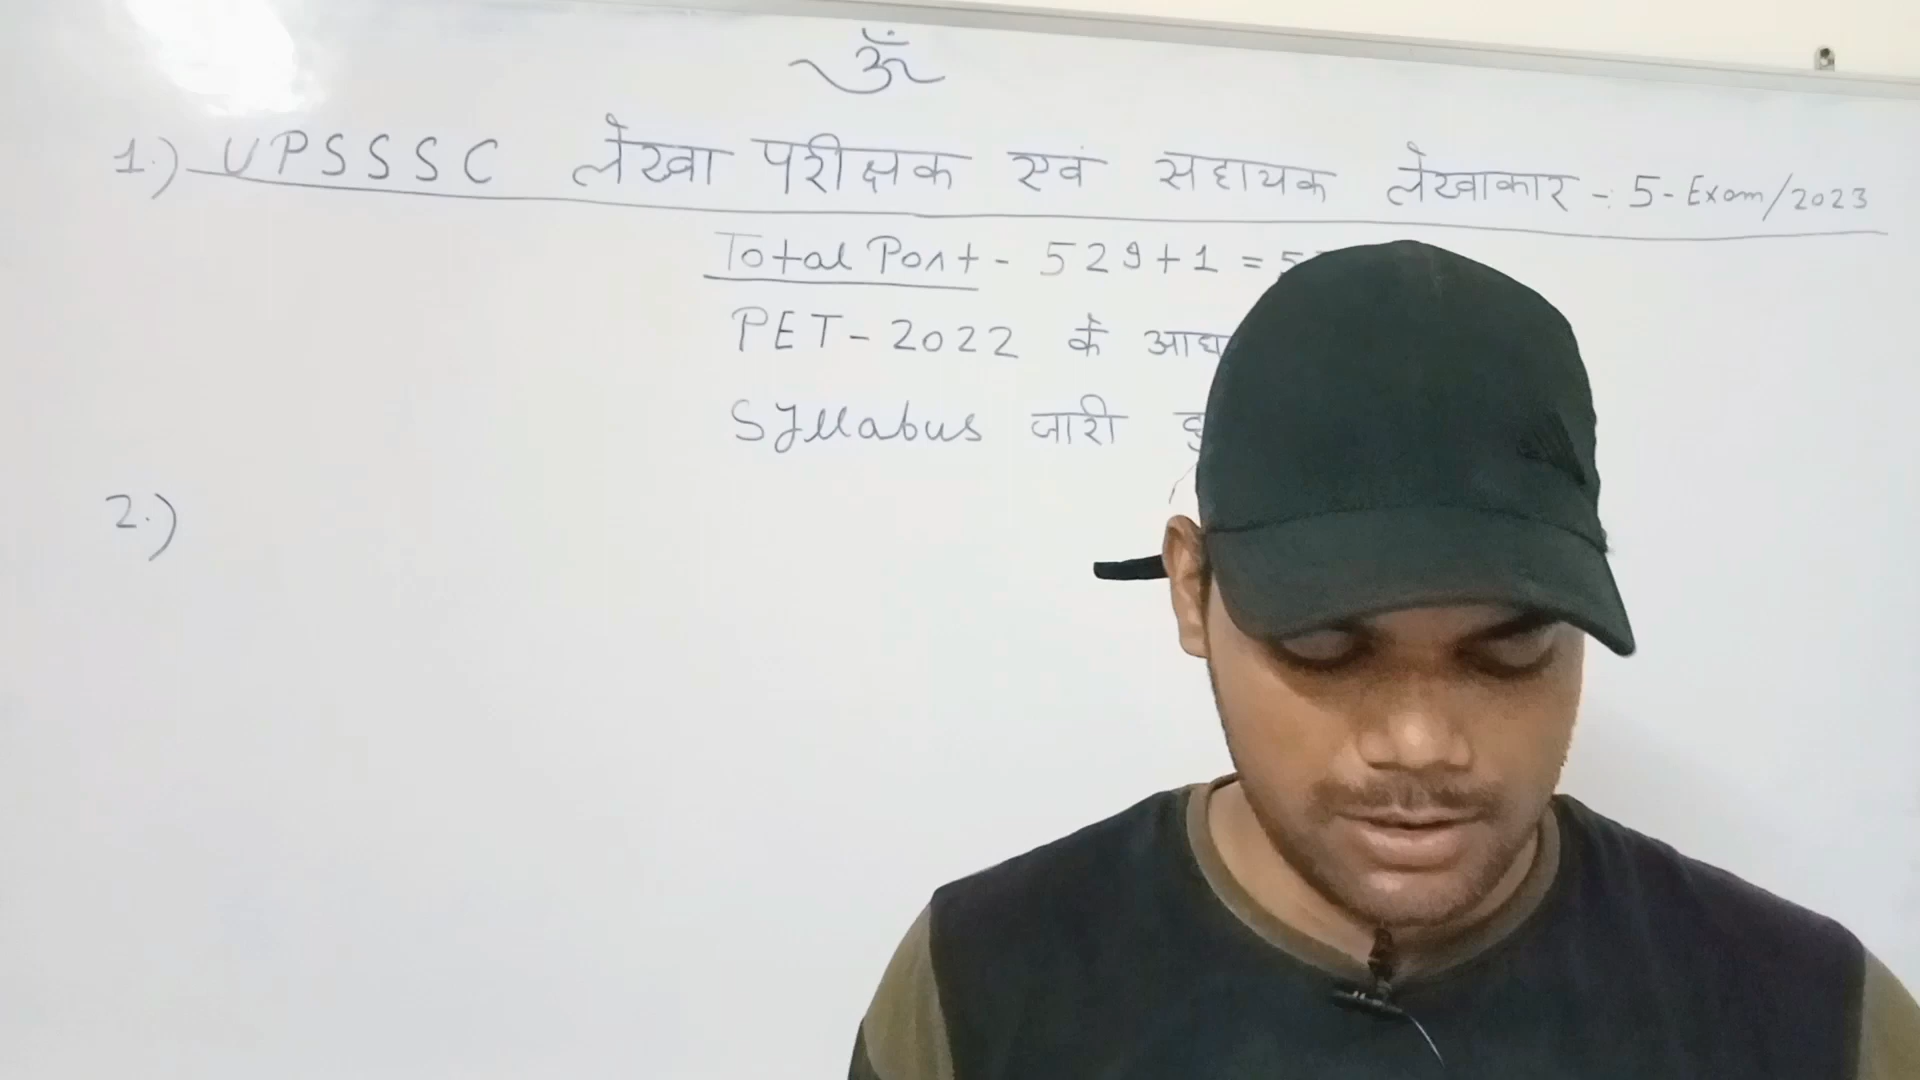 ॐ
1.) UPSSSC लेखा परीक्षक एवं सहायक लेखाकार - 5-Exam/2023
Total Post - 529+1 =
PET-2022 के
Syllabus जारी
2.)